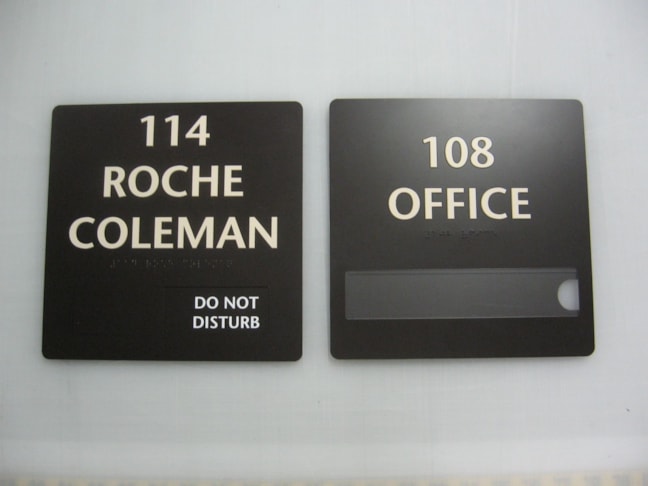 114
ROCHE
COLEMAN
DO NOT
DISTURB
108
OFFICE